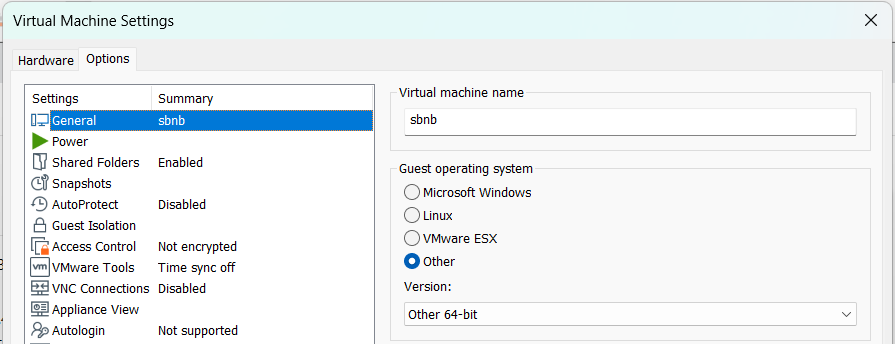 Virtual Machine Settings
Hardware Options
Settings Summary
General sbnb
Power
Shared Folders Enabled
Snapshots
AutoProtect Disabled
Guest Isolation
Access Control Not encrypted
vm VMware Tools Time sync off
VNC Connections Disabled
Appliance View
Autologin Not supported
Virtual machine name
sbnb
Guest operating system
Microsoft Windows
Linux
VMware ESX
Other
Version:
Other 64-bit